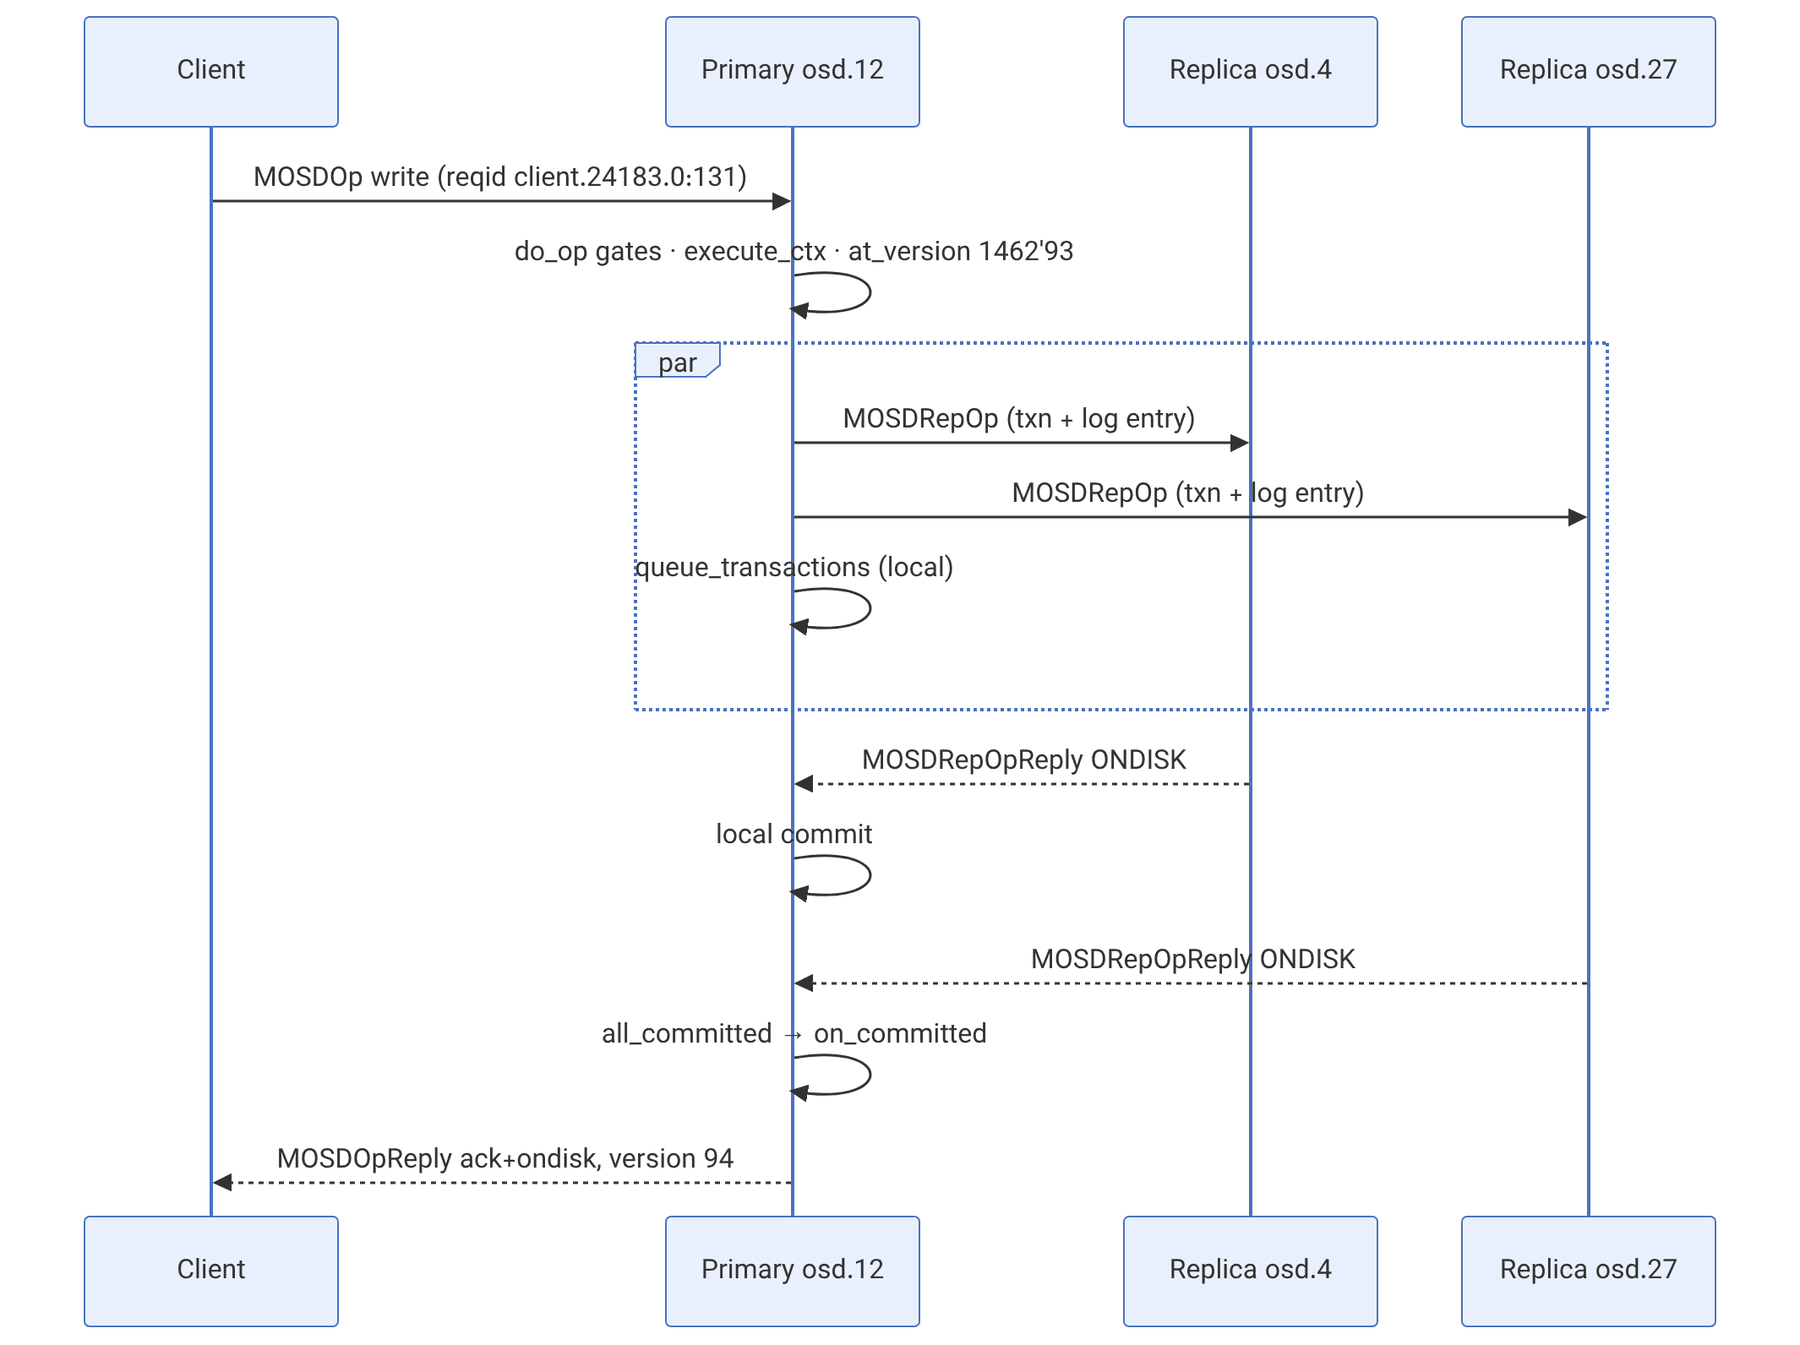 Client
Primary osd.12
Replica osd.4
Replica osd.27
MOSDOp write (reqid client.24183.0:131)
do_op gates · execute_ctx · at_version 1462'93
par
MOSDRepOp (txn + log entry)
MOSDRepOp (txn + log entry)
queue_transactions (local)
MOSDRepOpReply ONDISK
local commit
MOSDRepOpReply ONDISK
all_committed → on_committed
MOSDOpReply ack+ondisk, version 94
Client
Primary osd.12
Replica osd.4
Replica osd.27